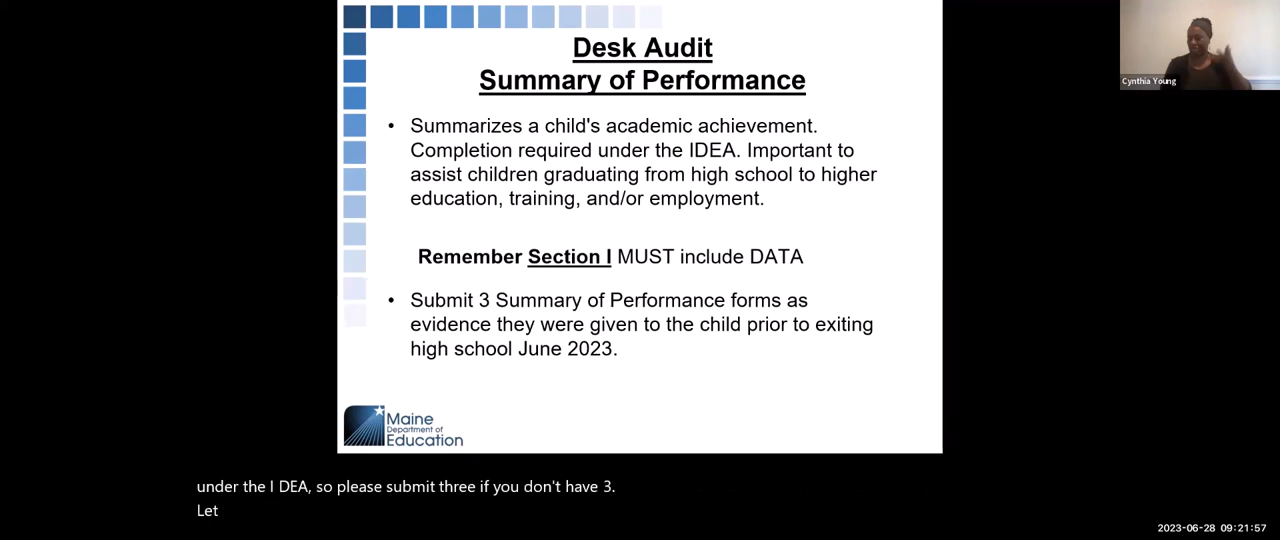 Desk Audit
Summary of Performance
• Summarizes a child's academic achievement.
Completion required under the IDEA. Important to
assist children graduating from high school to higher
education, training, and/or employment.
Remember Section I MUST include DATA
• Submit 3 Summary of Performance forms as
evidence they were given to the child prior to exiting
high school June 2023.
Maine
Department of
Education
Cynthia Young
under the I DEA, so please submit three if you don't have 3.
Let
2023-06-28 09:21:57